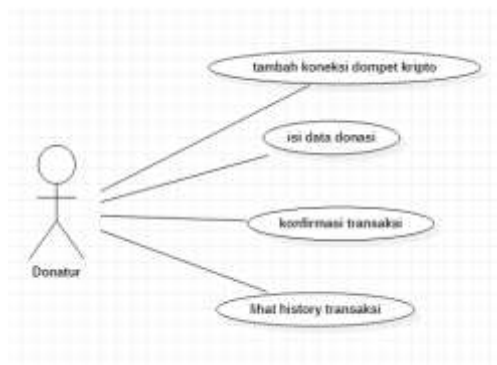 tambah koneksi dompet kripto
isi data donasi
konfirmasi transaksi
Donatur
lihat history transaksi